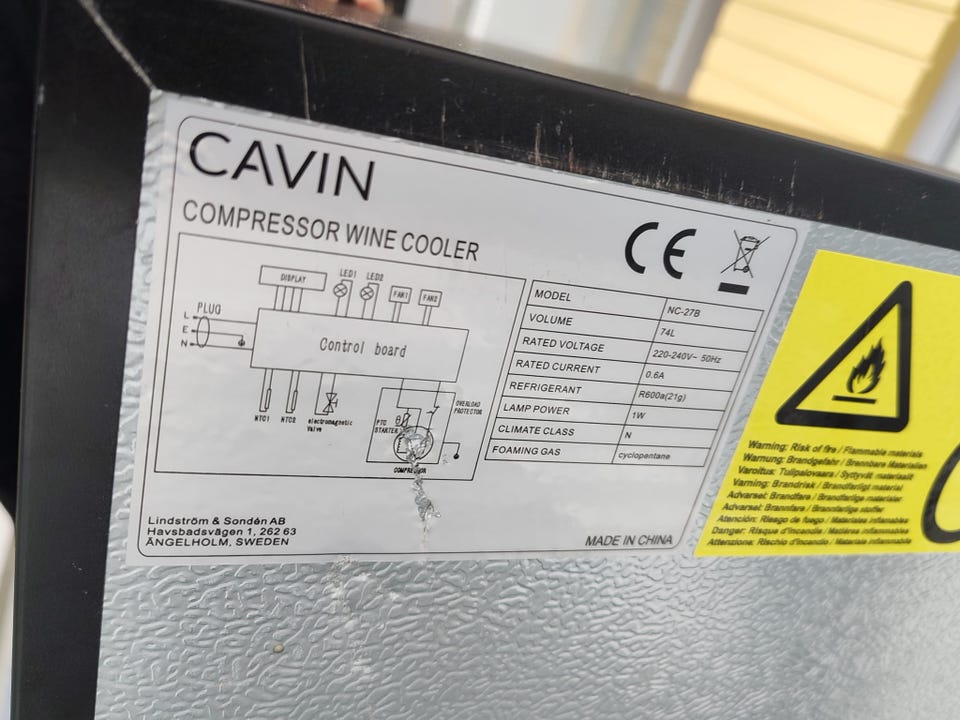 CAVIN
COMPRESSOR WINE COOLER
DISPLAY
LED1 LED2
FAN1 FAN2
PLUG
L
E
N
Control board
NTC1 NTC2
electromagnetic
Valve
PTC
STARTER
OVERLOAD
PROTECTOR
COMPRESSOR
CE
MODEL NC-27B
VOLUME 74L
RATED VOLTAGE 220-240V~ 50Hz
RATED CURRENT 0.6A
REFRIGERANT R600a(21g)
LAMP POWER 1W
CLIMATE CLASS N
FOAMING GAS cyclopentane
Lindström & Sondén AB
Havsbadsvägen 1, 262 63
ÄNGELHOLM, SWEDEN
MADE IN CHINA
Warning: Risk of fire / Flammable materials
Warnung: Brandgefahr / Brennbare Materialien
Varoitus: Tulipalovaara / Syttyvät materiaalit
Varning: Brandrisk / Brandfarligt material
Advarsel: Brandfare / Brandfarlige materialer
Advarsel: Brannfare / Brannfarlige stoffer
Atención: Riesgo de fuego / Materiales inflamables
Danger: Risque d'incendie / Matières inflammables
Attenzione: Rischio d'incendio / Materiale infiammabile